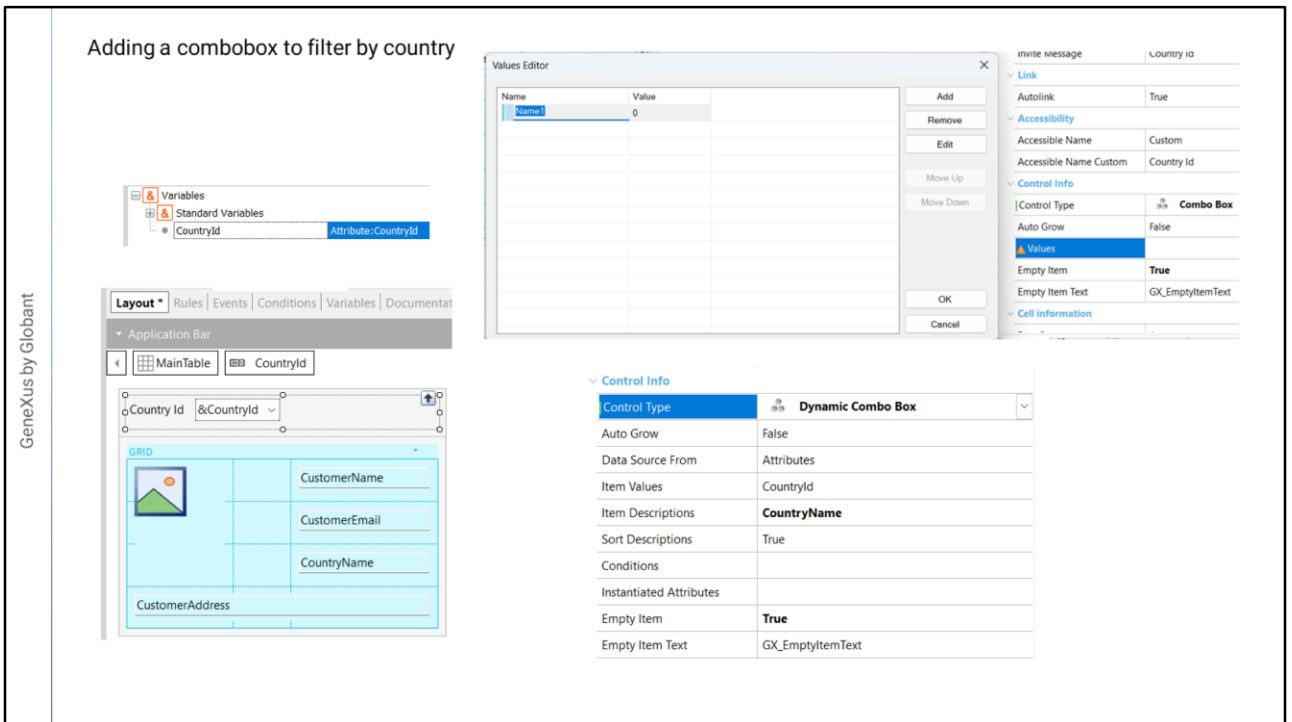 Adding a combobox to filter by country
GeneXus by Globant
Variables
Standard Variables
CountryId Attribute:CountryId
Layout * Rules Events Conditions Variables Documentat
Application Bar
MainTable CountryId
Country Id &CountryId
GRID
CustomerName
CustomerEmail
CountryName
CustomerAddress
Values Editor
Name Value
Name1 0
Add
Remove
Edit
Move Up
Move Down
OK
Cancel
Invite Message Country Id
Link
Autolink True
Accessibility
Accessible Name Custom
Accessible Name Custom Country Id
Control Info
Control Type Combo Box
Auto Grow False
Values
Empty Item True
Empty Item Text GX_EmptyItemText
Cell information
Control Info
Control Type Dynamic Combo Box
Auto Grow False
Data Source From Attributes
Item Values CountryId
Item Descriptions CountryName
Sort Descriptions True
Conditions
Instantiated Attributes
Empty Item True
Empty Item Text GX_EmptyItemText